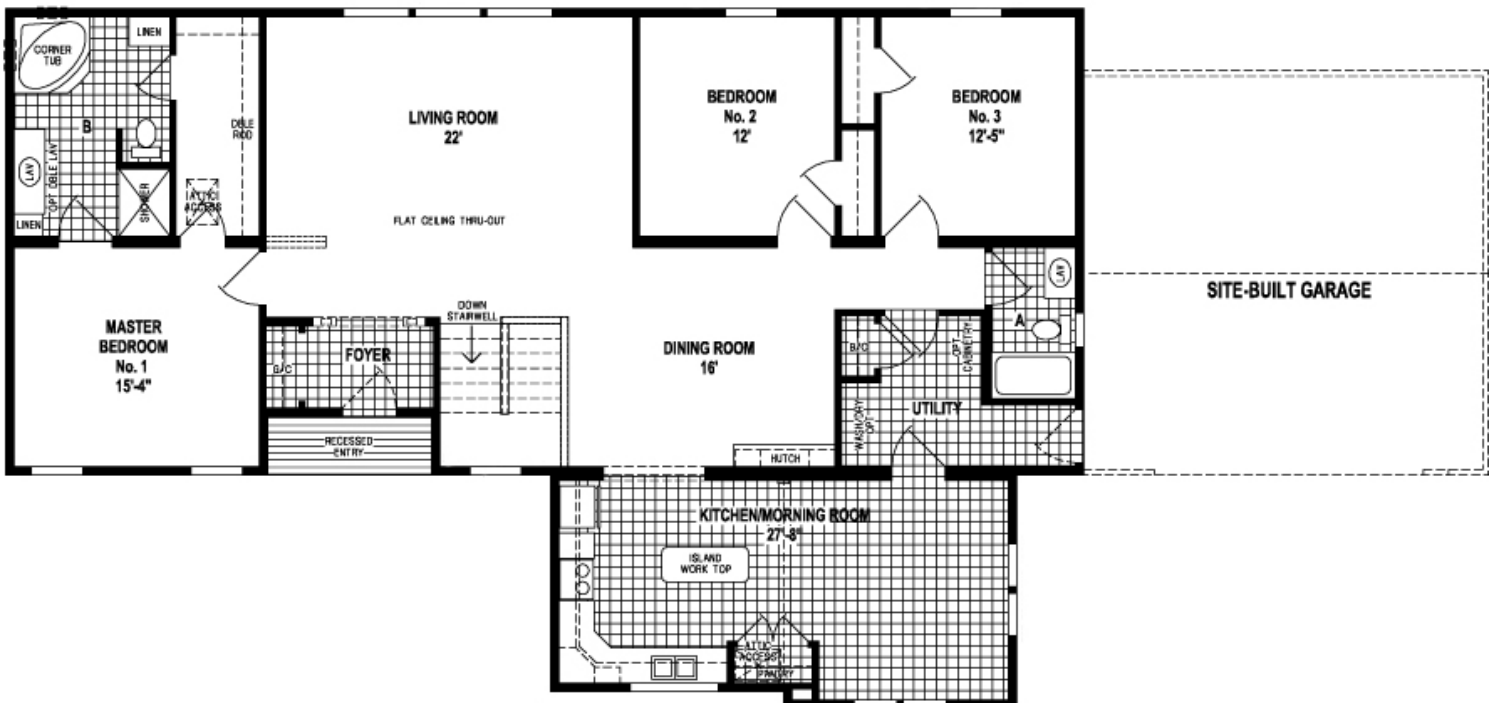 CORNER
TUB
LINEN
B
DBLE
ROD
LAV
OPT DBLE LAV
SHOWER
LINEN
ATTIC
ACCESS
LIVING ROOM
22'
FLAT CEILING THRU-OUT
BEDROOM
No. 2
12'
BEDROOM
No. 3
12'-5"
MASTER
BEDROOM
No. 1
15'-4"
FOYER
G/C
RECESSED
ENTRY
DOWN
STAIRWELL
DINING ROOM
16'
HUTCH
B/C
OPT
CABINETRY
UTILITY
WASH/DRY
OPT
LAV
A
SITE-BUILT GARAGE
KITCHEN/MORNING ROOM
27'-8"
ISLAND
WORK TOP
ATTIC
ACCESS
PANTRY